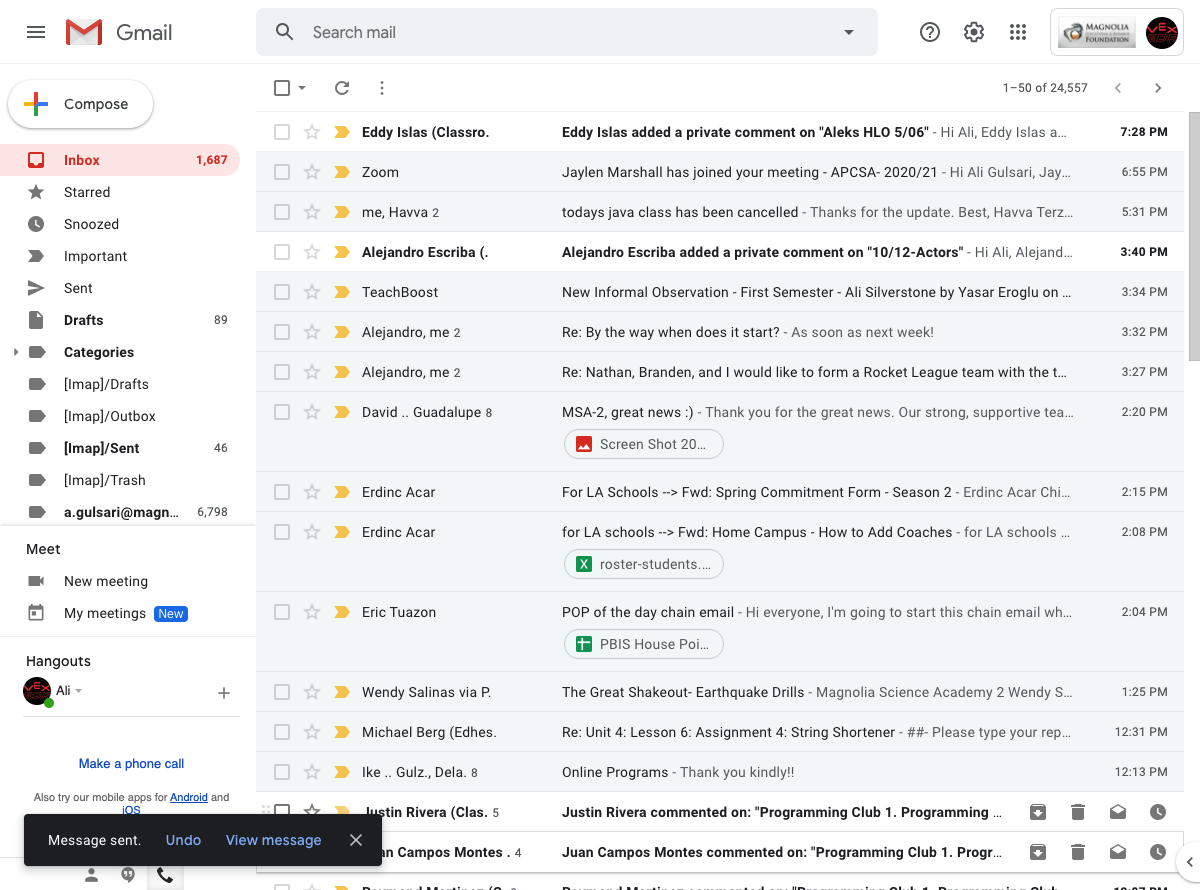 Gmail
Search mail
MAGNOLIA
FOUNDATION
1–50 of 24,557
Compose
Inbox 1,687
Starred
Snoozed
Important
Sent
Drafts 89
Categories
[Imap]/Drafts
[Imap]/Outbox
[Imap]/Sent 46
[Imap]/Trash
a.gulsari@magn... 6,798
Meet
New meeting
My meetings New
Hangouts
Ali
Make a phone call
Also try our mobile apps for Android and
iOS
Eddy Islas (Classro. Eddy Islas added a private comment on "Aleks HLO 5/06" - Hi Ali, Eddy Islas a... 7:28 PM
Zoom Jaylen Marshall has joined your meeting - APCSA- 2020/21 - Hi Ali Gulsari, Jay... 6:55 PM
me, Havva 2 todays java class has been cancelled - Thanks for the update. Best, Havva Terz... 5:31 PM
Alejandro Escriba (. Alejandro Escriba added a private comment on "10/12-Actors" - Hi Ali, Alejand... 3:40 PM
TeachBoost New Informal Observation - First Semester - Ali Silverstone by Yasar Eroglu on ... 3:34 PM
Alejandro, me 2 Re: By the way when does it start? - As soon as next week! 3:32 PM
Alejandro, me 2 Re: Nathan, Branden, and I would like to form a Rocket League team with the t... 3:27 PM
David .. Guadalupe 8 MSA-2, great news :) - Thank you for the great news. Our strong, supportive tea... 2:20 PM
Screen Shot 20...
Erdinc Acar For LA Schools --> Fwd: Spring Commitment Form - Season 2 - Erdinc Acar Chi... 2:15 PM
Erdinc Acar for LA schools --> Fwd: Home Campus - How to Add Coaches - for LA schools ... 2:08 PM
roster-students....
Eric Tuazon POP of the day chain email - Hi everyone, I'm going to start this chain email wh... 2:04 PM
PBIS House Poi...
Wendy Salinas via P. The Great Shakeout- Earthquake Drills - Magnolia Science Academy 2 Wendy S... 1:25 PM
Michael Berg (Edhes. Re: Unit 4: Lesson 6: Assignment 4: String Shortener - ##- Please type your rep... 12:31 PM
Ike .. Gulz., Dela. 8 Online Programs - Thank you kindly!! 12:13 PM
Justin Rivera (Clas. 5 Justin Rivera commented on: "Programming Club 1. Programming ...
an Campos Montes . 4 Juan Campos Montes commented on: "Programming Club 1. Progr...
Message sent. Undo View message